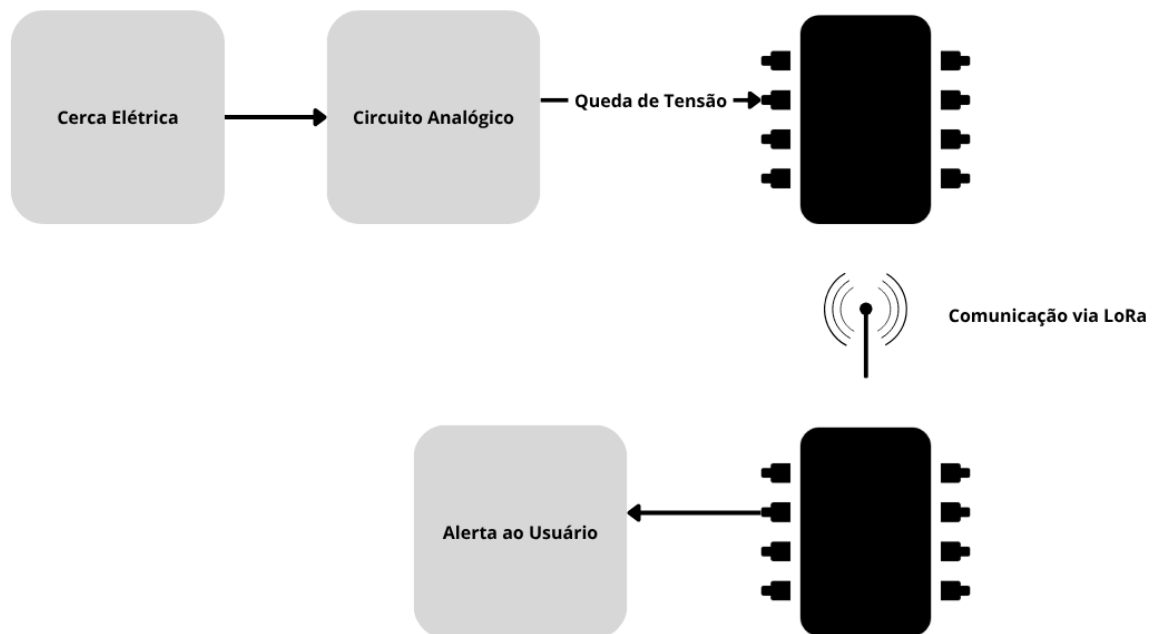 Cerca Elétrica
Circuito Analógico
Queda de Tensão
Comunicação via LoRa
Alerta ao Usuário